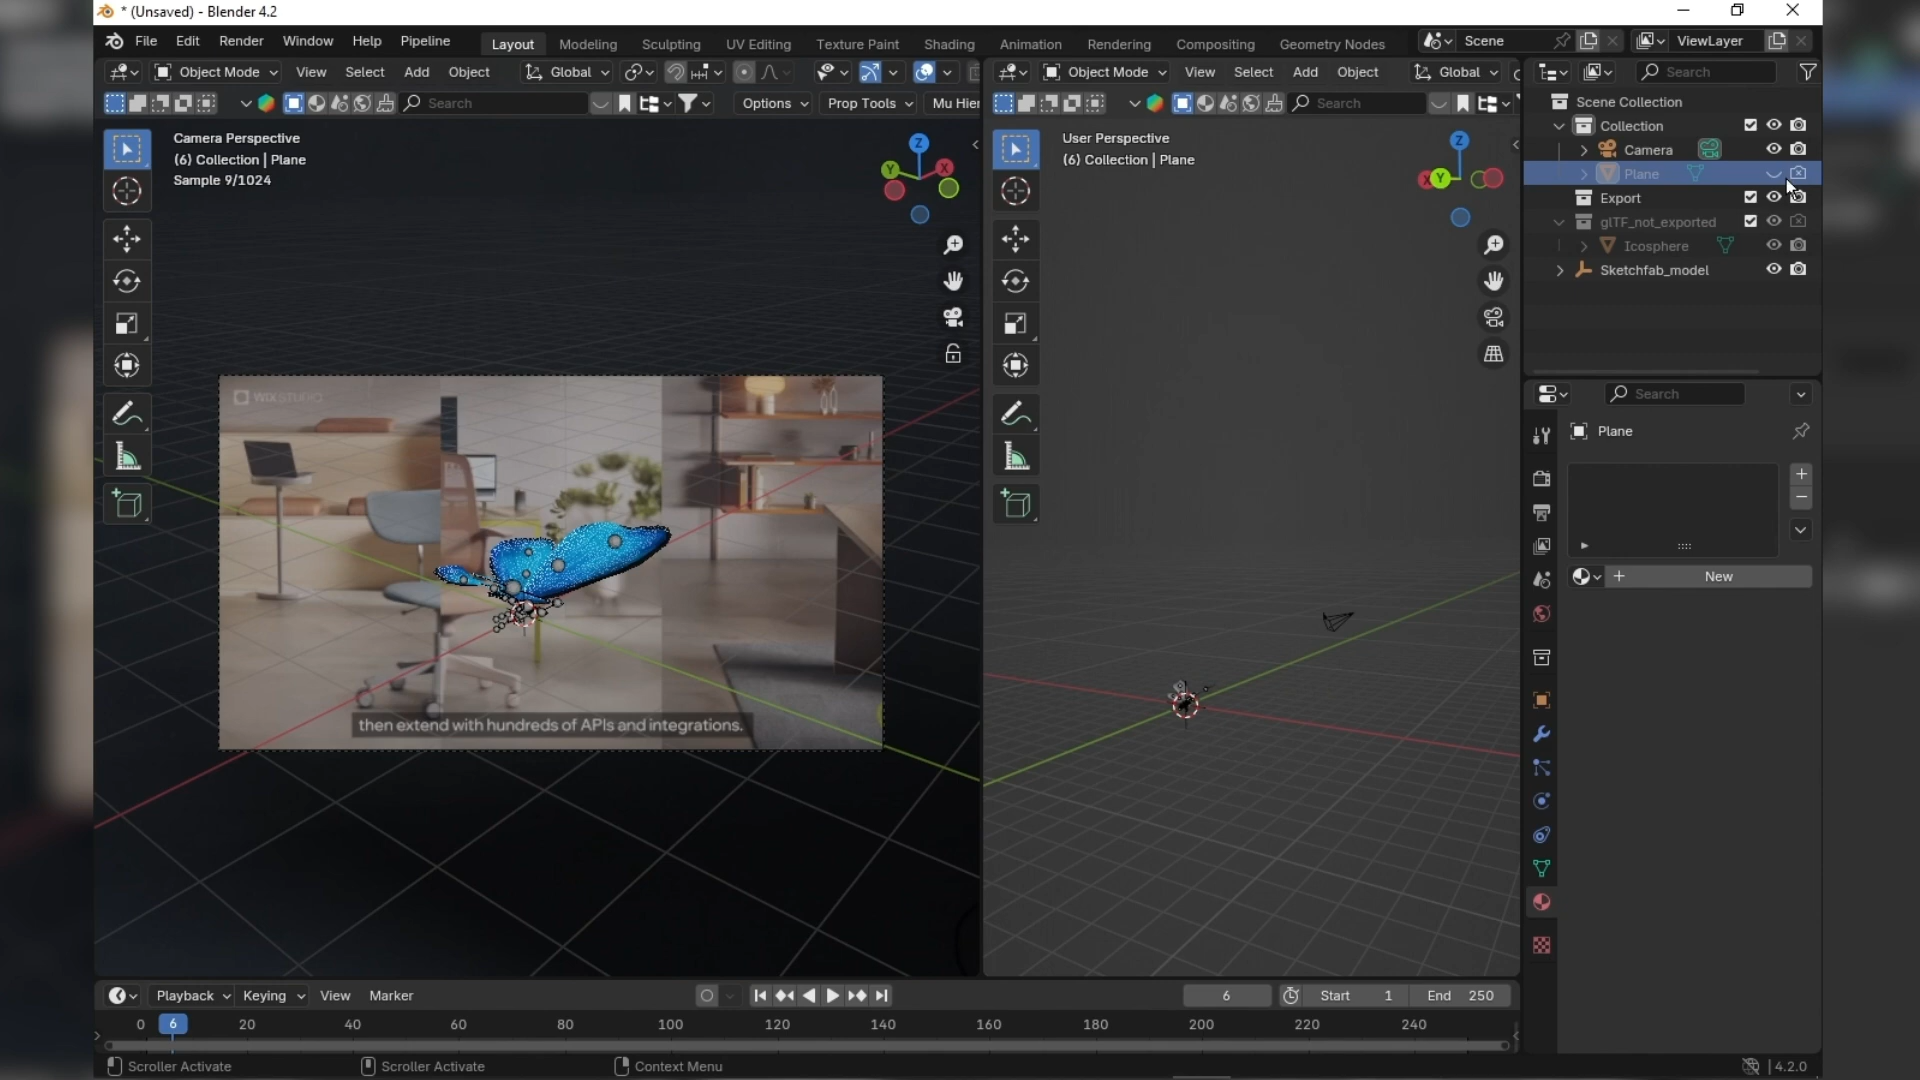 * (Unsaved) - Blender 4.2
File Edit Render Window Help Pipeline Layout Modeling Sculpting UV Editing Texture Paint Shading Animation Rendering Compositing Geometry Nodes Scene ViewLayer
Object Mode View Select Add Object Global
Object Mode View Select Add Object Global
Search
Search Options Prop Tools Mu Hier
Search
Camera Perspective
(6) Collection | Plane
Sample 9/1024
Z
Y
X
User Perspective
(6) Collection | Plane
Z
X
Y
Scene Collection
Collection
Camera
Plane
Export
glTF_not_exported
Icosphere
Sketchfab_model
Search
Plane
New
WIX STUDIO
then extend with hundreds of APIs and integrations.
Playback Keying View Marker 6 Start 1 End 250
0 6 20 40 60 80 100 120 140 160 180 200 220 240
Scroller Activate Scroller Activate Context Menu 4.2.0